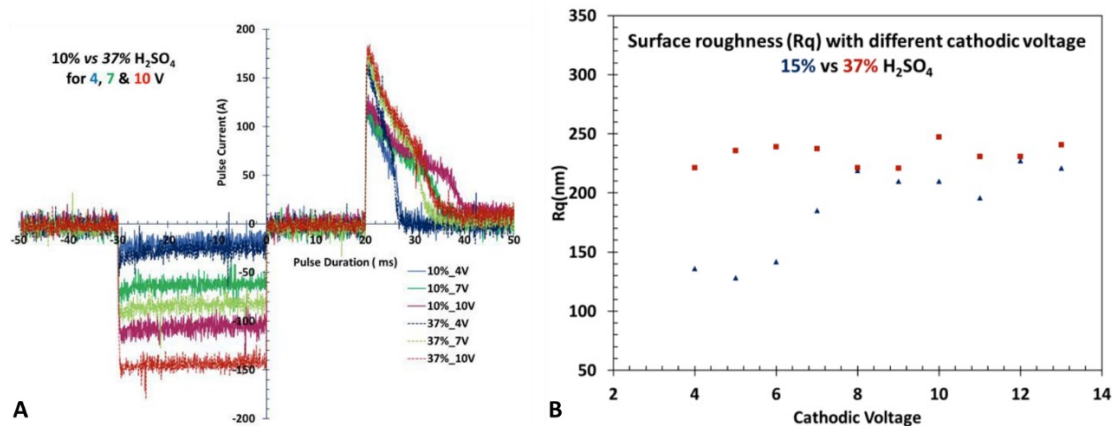 10% vs 37% H₂SO₄
for 4, 7 & 10 V
200
150
100
50
0
-50
-100
-150
-200
Pulse Current (A)
-50
-40
-30
-20
-10
0
10
20
30
40
50
Pulse Duration ( ms)
10%_4V
10%_7V
10%_10V
37%_4V
37%_7V
37%_10V
A
Surface roughness (Rq) with different cathodic voltage
15% vs 37% H₂SO₄
350
300
250
200
150
100
50
Rq(nm)
2
4
6
8
10
12
14
Cathodic Voltage
B